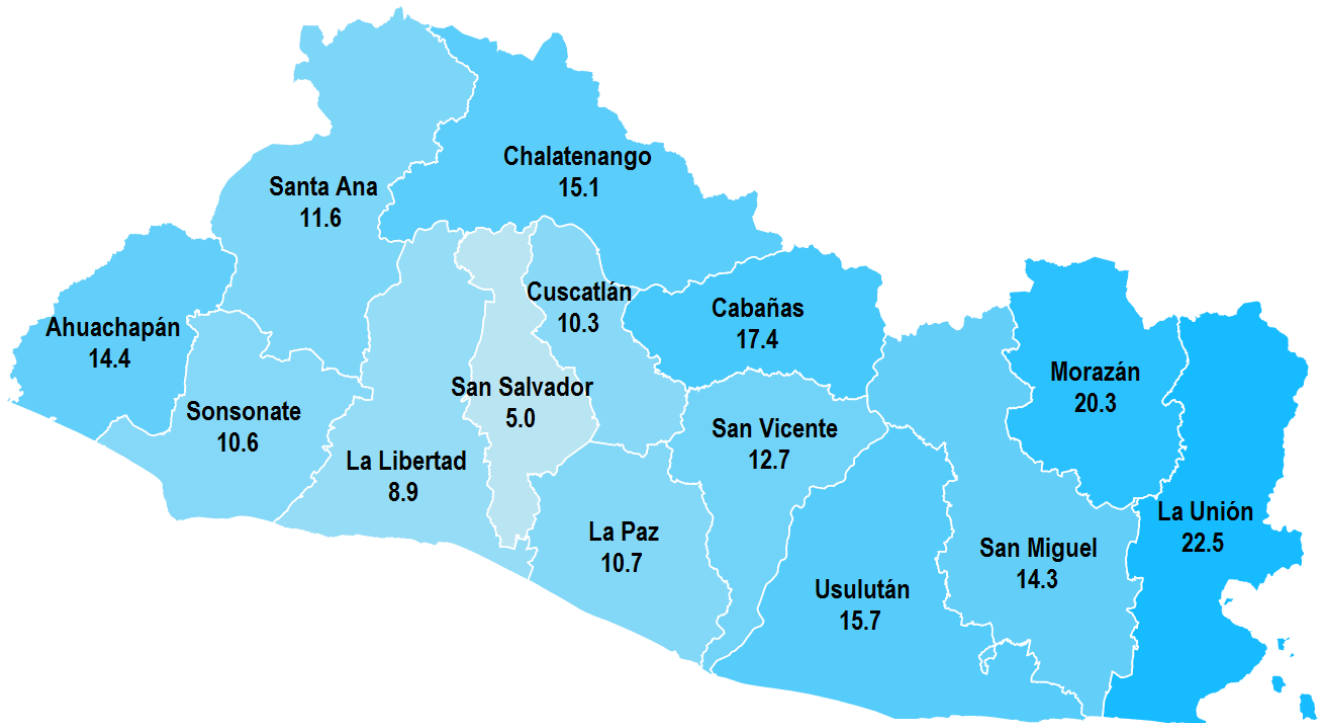 Chalatenango
15.1
Santa Ana
11.6
Cuscatlán
10.3
Cabañas
17.4
Ahuachapán
14.4
Morazán
20.3
San Salvador
5.0
Sonsonate
10.6
San Vicente
12.7
La Libertad
8.9
La Unión
22.5
La Paz
10.7
San Miguel
14.3
Usulután
15.7